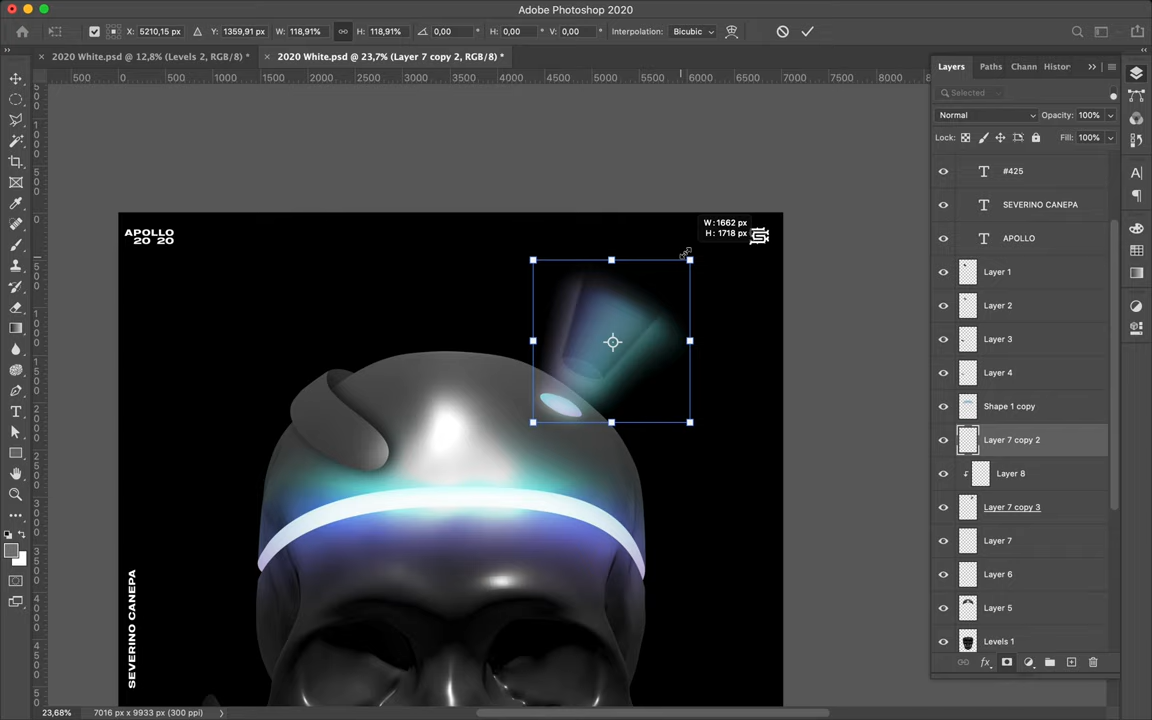 Adobe Photoshop 2020
X: 5210,15 px
Y: 1359,91 px
W: 118,91%
H: 118,91%
0,00
H: 0,00
V: 0,00
Interpolation:
Bicubic
2020 White.psd @ 12,8% (Levels 2, RGB/8) *
2020 White.psd @ 23,7% (Layer 7 copy 2, RGB/8) *
500
0
500
1000
1500
2000
2500
3000
3500
4000
4500
5000
5500
6000
6500
7000
7500
8000
Layers
Paths
Chann
Histor
Selected
Normal
Opacity:
100%
Lock:
Fill:
100%
#425
SEVERINO CANEPA
APOLLO
Layer 1
Layer 2
Layer 3
Layer 4
Shape 1 copy
Layer 7 copy 2
Layer 8
Layer 7 copy 3
Layer 7
Layer 6
Layer 5
Levels 1
APOLLO
20 20
W: 1662 px
H: 1718 px
SEVERINO CANEPA
23,68%
7016 px x 9933 px (300 ppi)